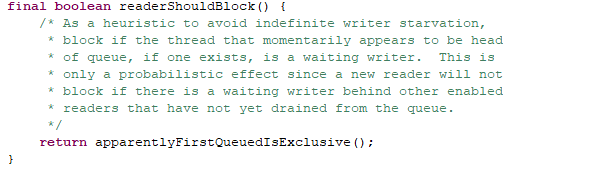 final boolean readerShouldBlock() {
/* As a heuristic to avoid indefinite writer starvation,
* block if the thread that momentarily appears to be head
* of queue, if one exists, is a waiting writer.  This is
* only a probabilistic effect since a new reader will not
* block if there is a waiting writer behind other enabled
* readers that have not yet drained from the queue.
*/
return apparentlyFirstQueuedIsExclusive();
}